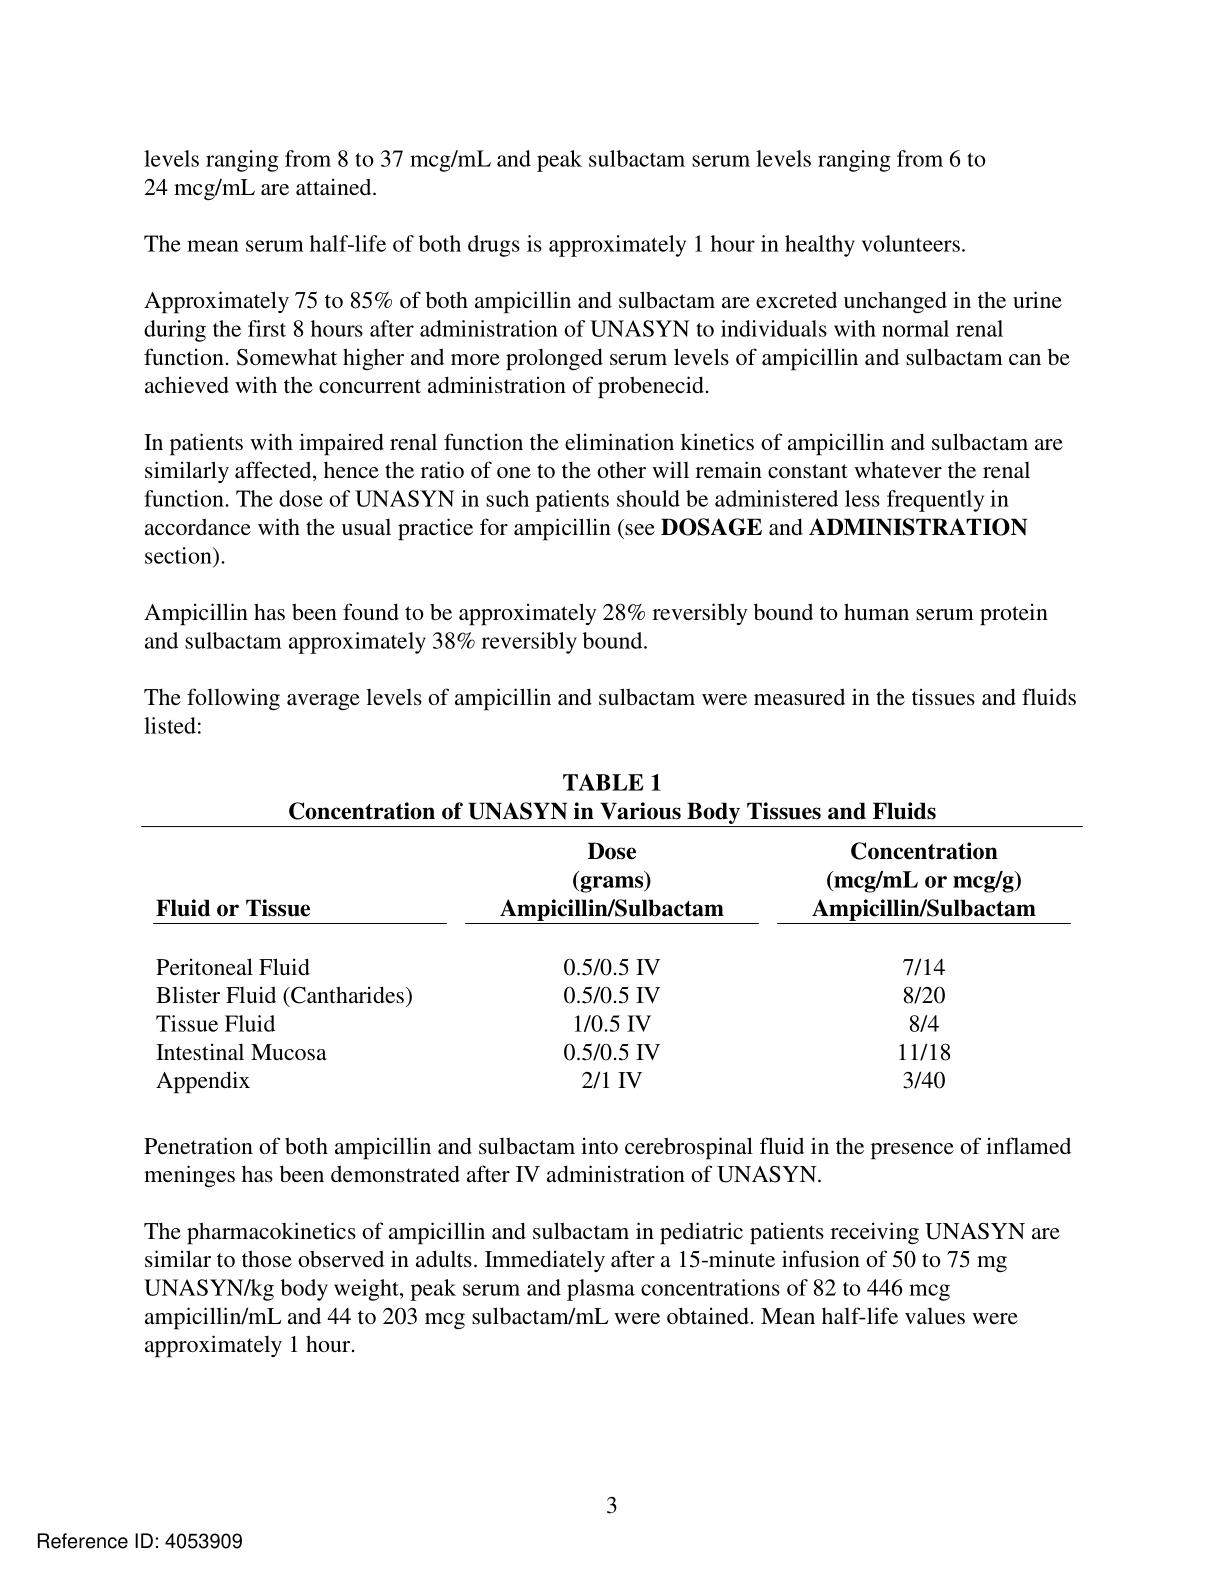 levels ranging from 8 to 37 mcg/mL and peak sulbactam serum levels ranging from 6 to
24 mcg/mL are attained.
The mean serum half-life of both drugs is approximately 1 hour in healthy volunteers.
Approximately 75 to 85% of both ampicillin and sulbactam are excreted unchanged in the urine
during the first 8 hours after administration of UNASYN to individuals with normal renal
function. Somewhat higher and more prolonged serum levels of ampicillin and sulbactam can be
achieved with the concurrent administration of probenecid.
In patients with impaired renal function the elimination kinetics of ampicillin and sulbactam are
similarly affected, hence the ratio of one to the other will remain constant whatever the renal
function. The dose of UNASYN in such patients should be administered less frequently in
accordance with the usual practice for ampicillin (see DOSAGE and ADMINISTRATION
section).
Ampicillin has been found to be approximately 28% reversibly bound to human serum protein
and sulbactam approximately 38% reversibly bound.
The following average levels of ampicillin and sulbactam were measured in the tissues and fluids
listed:
TABLE 1
Concentration of UNASYN in Various Body Tissues and Fluids
Dose Concentration
(grams) (mcg/mL or mcg/g)
Fluid or Tissue Ampicillin/Sulbactam Ampicillin/Sulbactam
Peritoneal Fluid 0.5/0.5 IV 7/14
Blister Fluid (Cantharides) 0.5/0.5 IV 8/20
Tissue Fluid 1/0.5 IV 8/4
Intestinal Mucosa 0.5/0.5 IV 11/18
Appendix 2/1 IV 3/40
Penetration of both ampicillin and sulbactam into cerebrospinal fluid in the presence of inflamed
meninges has been demonstrated after IV administration of UNASYN.
The pharmacokinetics of ampicillin and sulbactam in pediatric patients receiving UNASYN are
similar to those observed in adults. Immediately after a 15-minute infusion of 50 to 75 mg
UNASYN/kg body weight, peak serum and plasma concentrations of 82 to 446 mcg
ampicillin/mL and 44 to 203 mcg sulbactam/mL were obtained. Mean half-life values were
approximately 1 hour.
3
Reference ID: 4053909